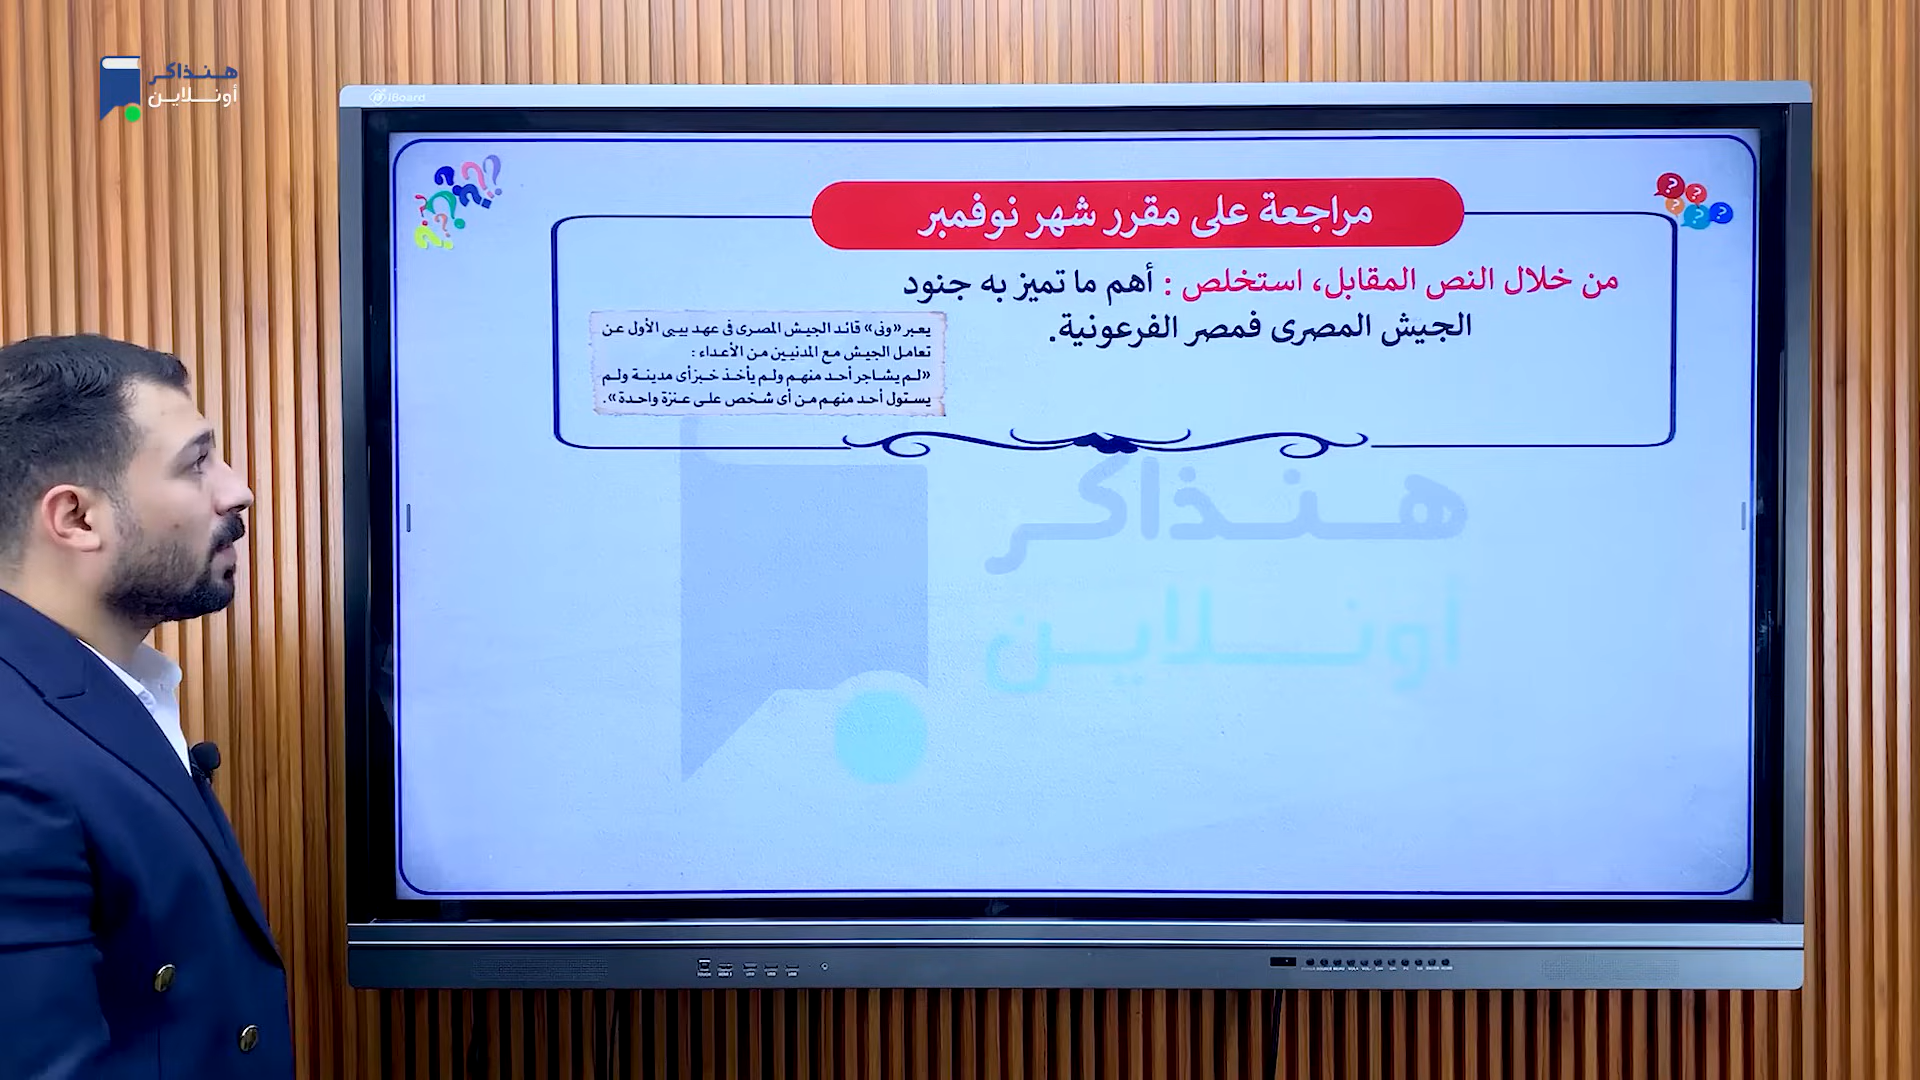 هنذاكر
أونلاين
IBoard
مراجعة على مقرر شهر نوفمبر
من خلال النص المقابل، استخلص : أهم ما تميز به جنود
الجيش المصرى فمصر الفرعونية.
يعبر «ونى» قائد الجيش المصرى فى عهد بيبى الأول عن
تعامل الجيش مع المدنيين من الأعداء :
«لم يشاجر أحد منهم ولم يأخذ خبز أى مدينة ولم
يستول أحد منهم من أى شخص على عنزة واحدة».
هنذاكر
أونلاين